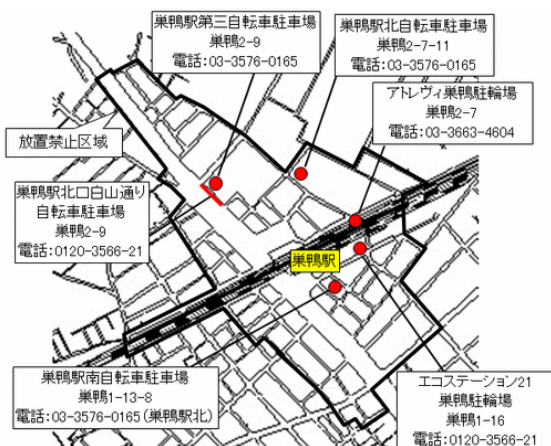 巣鴨駅第三自転車駐車場
巣鴨2-9
電話:03-3576-0165
巣鴨駅北自転車駐車場
巣鴨2-7-11
電話:03-3576-0165
アトレヴィ巣鴨駐輪場
巣鴨2-7
電話:03-3663-4604
放置禁止区域
巣鴨駅北口白山通り
自転車駐車場
巣鴨2-9
電話:0120-3566-21
巣鴨駅
巣鴨駅南自転車駐車場
巣鴨1-13-8
電話:03-3576-0165(巣鴨駅北)
エコステーション21
巣鴨駐輪場
巣鴨1-16
電話:0120-3566-21